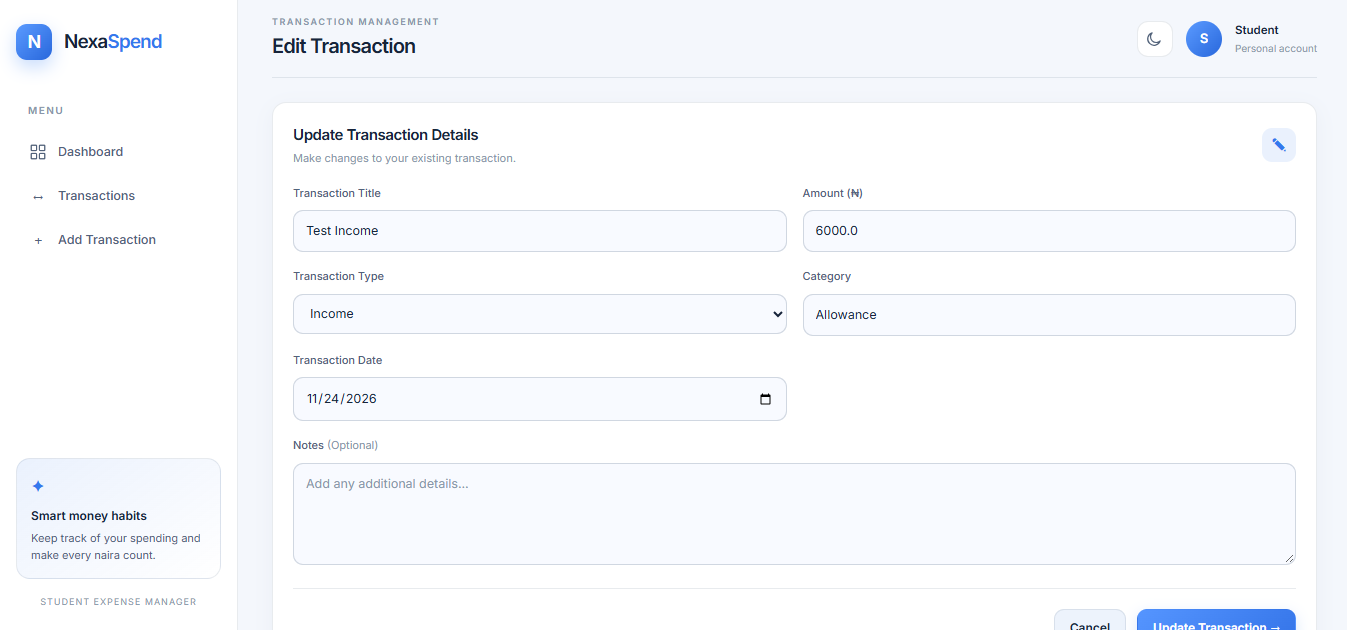 N NexaSpend
MENU
Dashboard
↔ Transactions
+ Add Transaction
Smart money habits
Keep track of your spending and
make every naira count.
STUDENT EXPENSE MANAGER
TRANSACTION MANAGEMENT
Edit Transaction
S
Student
Personal account
Update Transaction Details
Make changes to your existing transaction.
Transaction Title
Test Income
Amount (₦)
6000.0
Transaction Type
Income
Category
Allowance
Transaction Date
11/24/2026
Notes (Optional)
Add any additional details...
Cancel
Update Transaction →